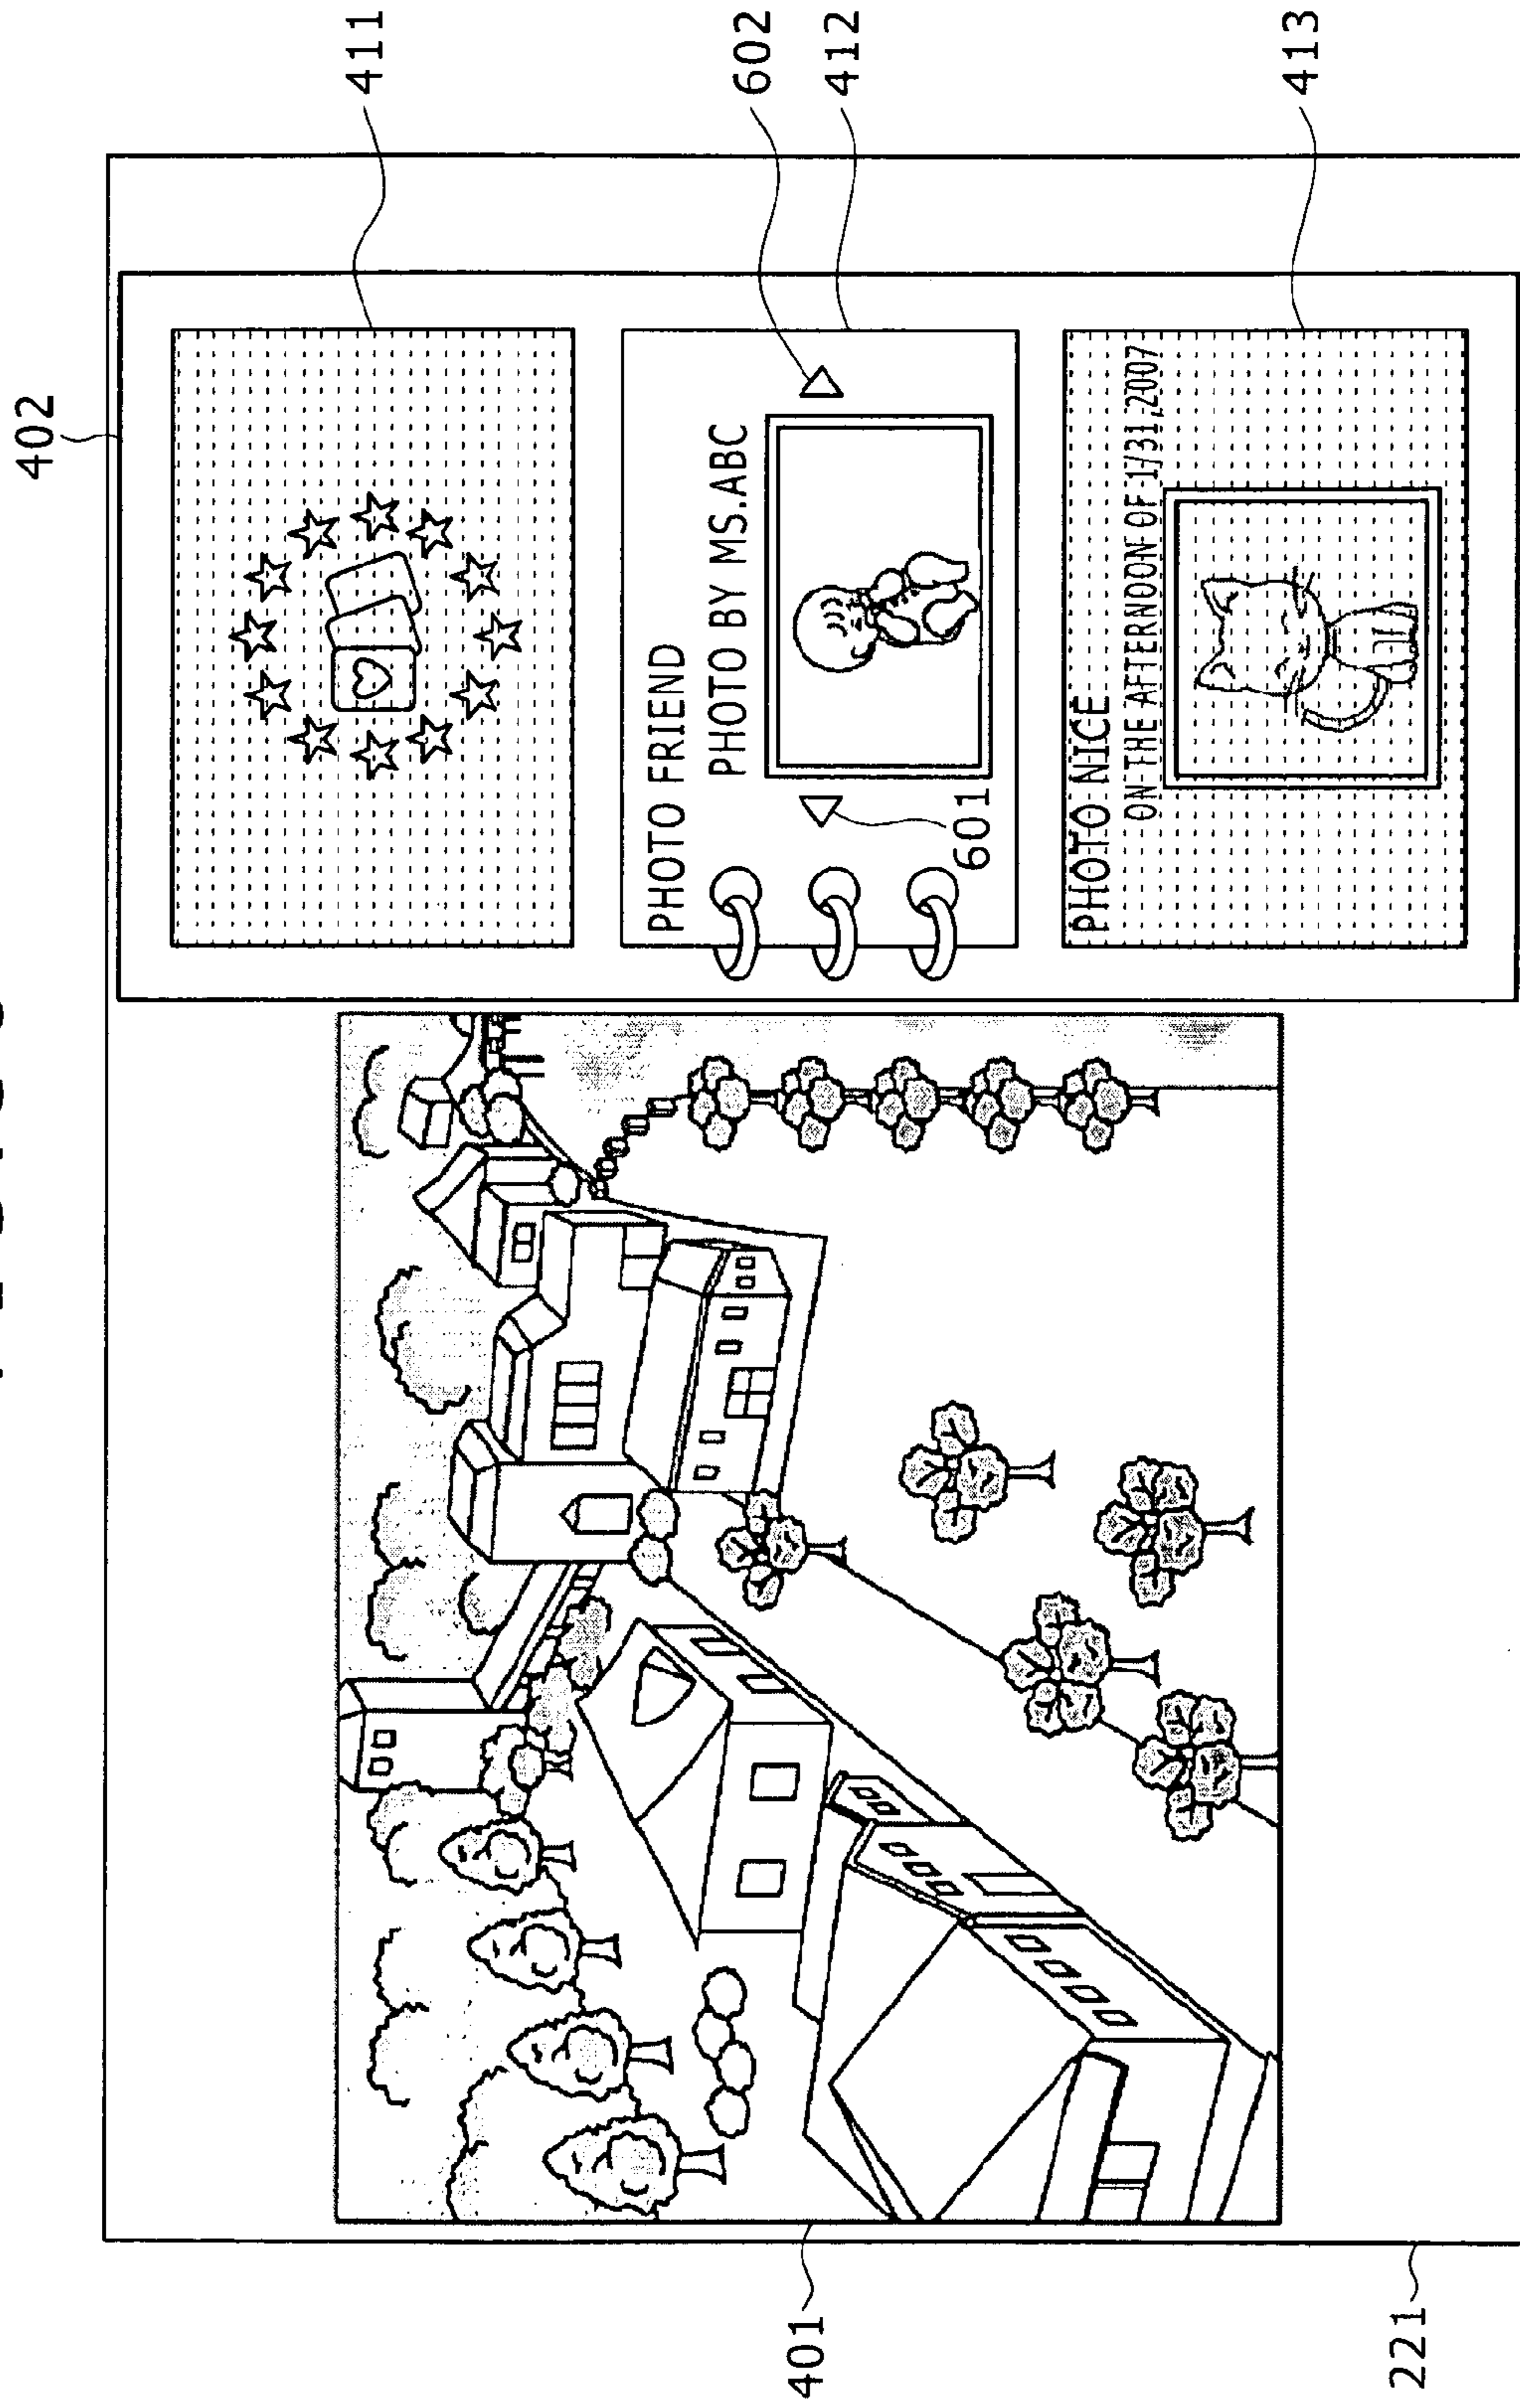 402
411
PHOTO FRIEND
PHOTO BY MS.ABC
602
412
601
PHOTO NICE
ON THE AFTERNOON OF 1/31,2007
413
401
221